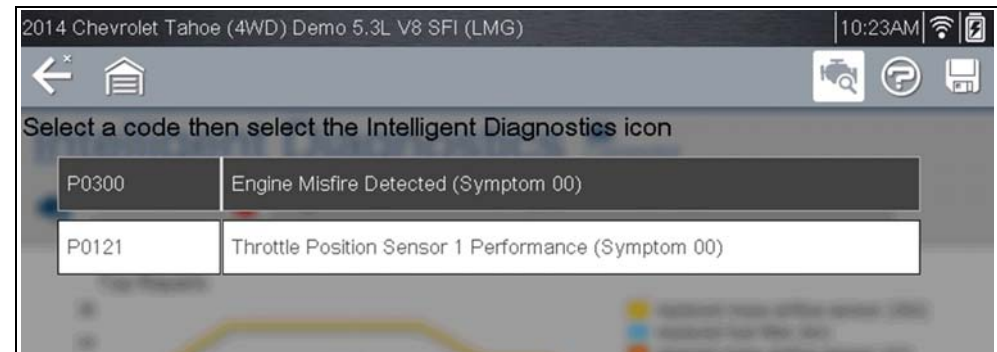 2014 Chevrolet Tahoe (4WD) Demo 5.3L V8 SFI (LMG) 10:23AM
Select a code then select the Intelligent Diagnostics icon
P0300 Engine Misfire Detected (Symptom 00)
P0121 Throttle Position Sensor 1 Performance (Symptom 00)